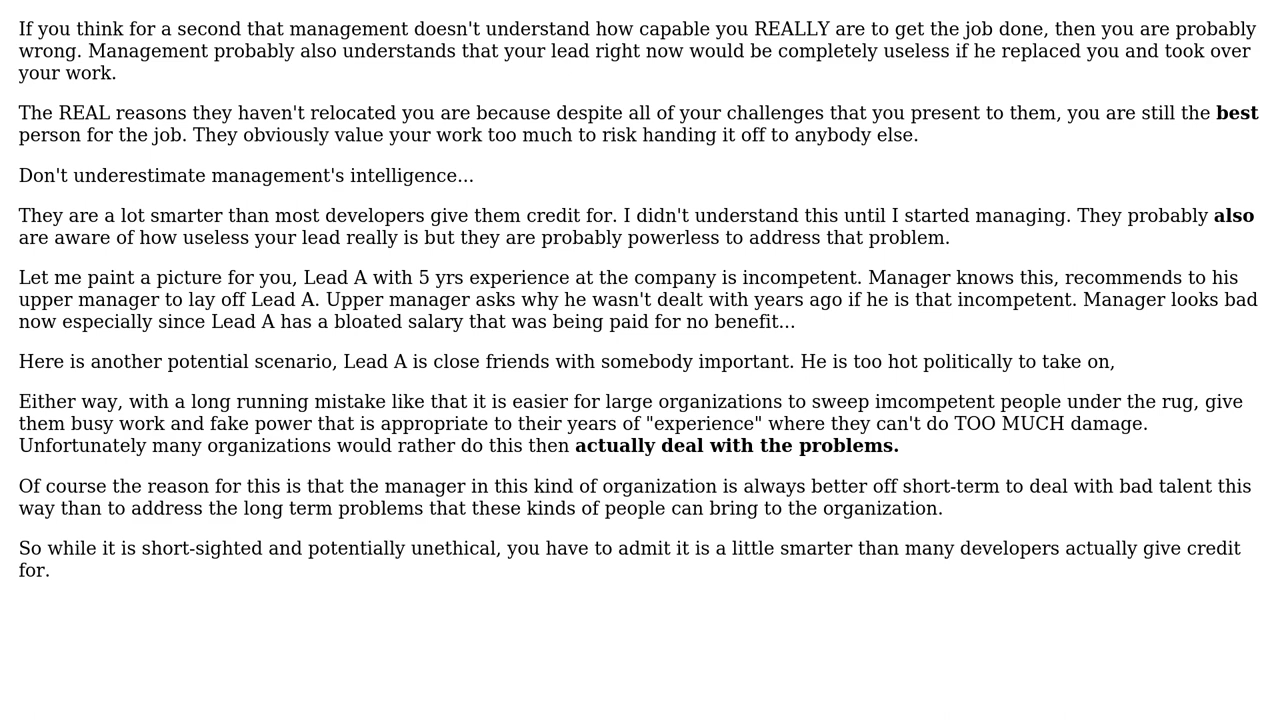 If you think for a second that management doesn't understand how capable you REALLY are to get the job done, then you are probably
wrong. Management probably also understands that your lead right now would be completely useless if he replaced you and took over
your work.
The REAL reasons they haven't relocated you are because despite all of your challenges that you present to them, you are still the best
person for the job. They obviously value your work too much to risk handing it off to anybody else.
Don't underestimate management's intelligence...
They are a lot smarter than most developers give them credit for. I didn't understand this until I started managing. They probably also
are aware of how useless your lead really is but they are probably powerless to address that problem.
Let me paint a picture for you, Lead A with 5 yrs experience at the company is incompetent. Manager knows this, recommends to his
upper manager to lay off Lead A. Upper manager asks why he wasn't dealt with years ago if he is that incompetent. Manager looks bad
now especially since Lead A has a bloated salary that was being paid for no benefit...
Here is another potential scenario, Lead A is close friends with somebody important. He is too hot politically to take on,
Either way, with a long running mistake like that it is easier for large organizations to sweep imcompetent people under the rug, give
them busy work and fake power that is appropriate to their years of "experience" where they can't do TOO MUCH damage.
Unfortunately many organizations would rather do this then actually deal with the problems.
Of course the reason for this is that the manager in this kind of organization is always better off short-term to deal with bad talent this
way than to address the long term problems that these kinds of people can bring to the organization.
So while it is short-sighted and potentially unethical, you have to admit it is a little smarter than many developers actually give credit
for.